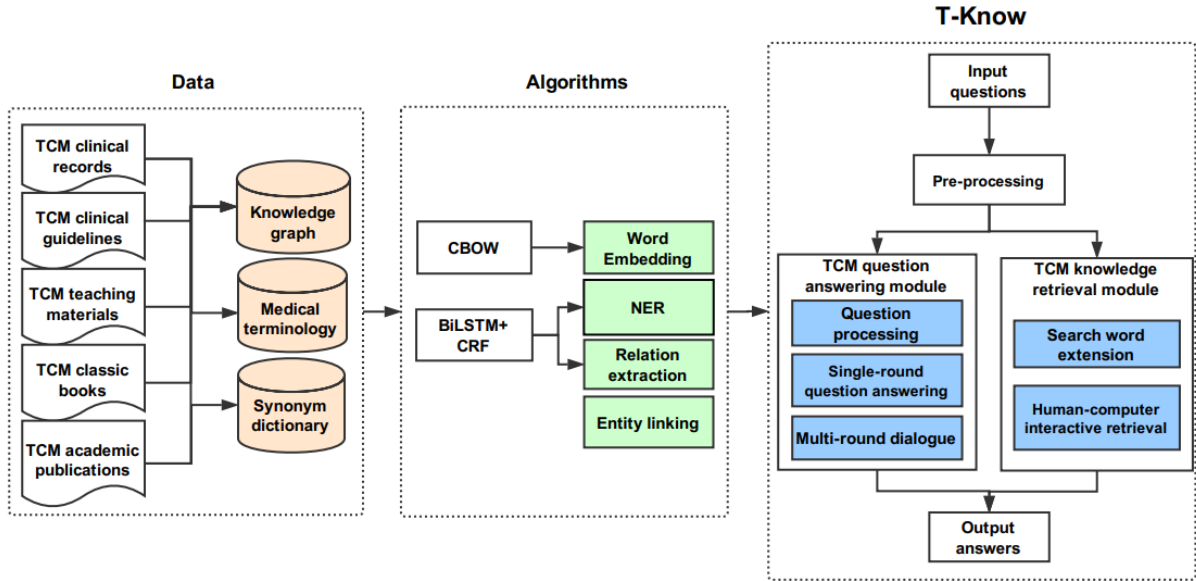 T-Know
Data
Algorithms
TCM clinical
records
TCM clinical
guidelines
TCM teaching
materials
TCM classic
books
TCM academic
publications
Knowledge
graph
Medical
terminology
Synonym
dictionary
CBOW
BiLSTM+
CRF
Word
Embedding
NER
Relation
extraction
Entity linking
Input
questions
Pre-processing
TCM question
answering module
Question
processing
Single-round
question answering
Multi-round dialogue
TCM knowledge
retrieval module
Search word
extension
Human-computer
interactive retrieval
Output
answers